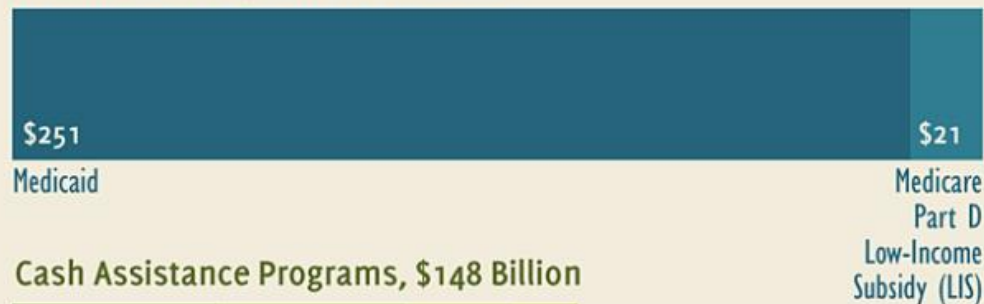 $251
$21
Medicaid
Medicare
Part D
Low-Income
Subsidy (LIS)
Cash Assistance Programs, $148 Billion